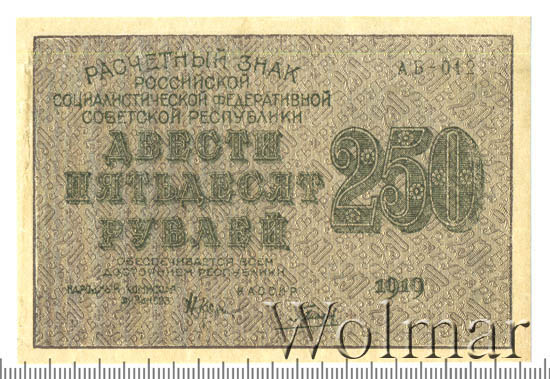 РАСЧЕТНЫЙ ЗНАК
АБ-012
РОССИЙСКОЙ
СОЦИАЛИСТИЧЕСКОЙ ФЕДЕРАТИВНОЙ
СОВЕТСКОЙ РЕСПУБЛИКИ
ДВЕСТИ
ПЯТЬДЕСЯТ
РУБЛЕЙ
250
ОБЕСПЕЧИВАЕТСЯ ВСЕМ
ДОСТОЯНИЕМ РЕСПУБЛИКИ
КАССИР
1919
Wolmar